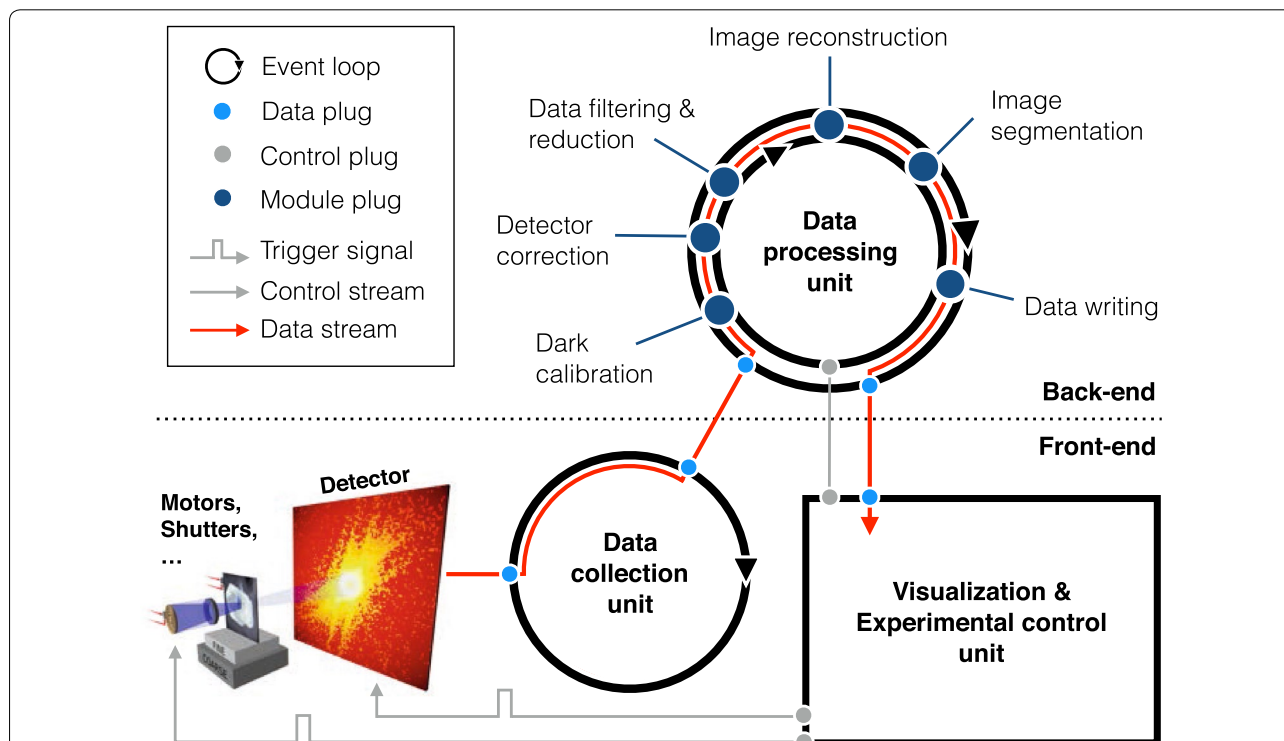 Event loop
Data plug
Control plug
Module plug
Trigger signal
Control stream
Data stream
Image reconstruction
Data filtering &
reduction
Image
segmentation
Detector
correction
Data
processing
unit
Data writing
Dark
calibration
Back-end
Front-end
Motors,
Shutters,
...
Detector
FINE
COARSE
Data
collection
unit
Visualization &
Experimental control
unit